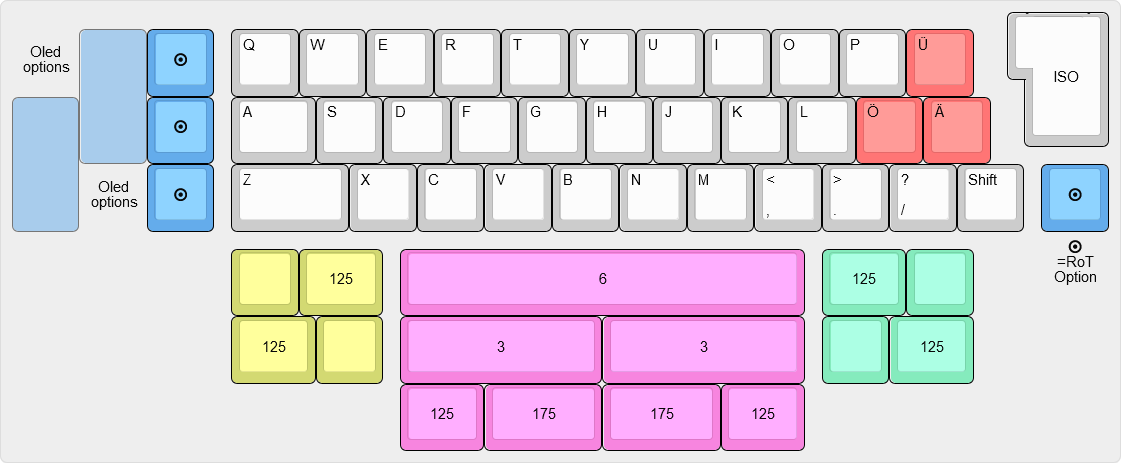 Oled
options
Q W E R T Y U I O P Ü
ISO
A S D F G H J K L Ö Ä
Oled
options
Z X C V B N M < > ? Shift
, . /
=RoT
Option
125 6 125
125 3 3 125
125 175 175 125